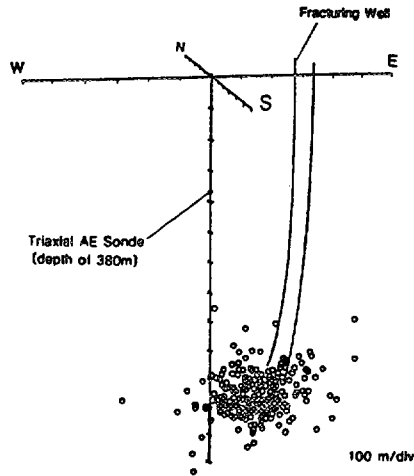 Fracturing Well
N
W
E
S
Triaxial AE Sonde
(depth of 380m)
100 m/div